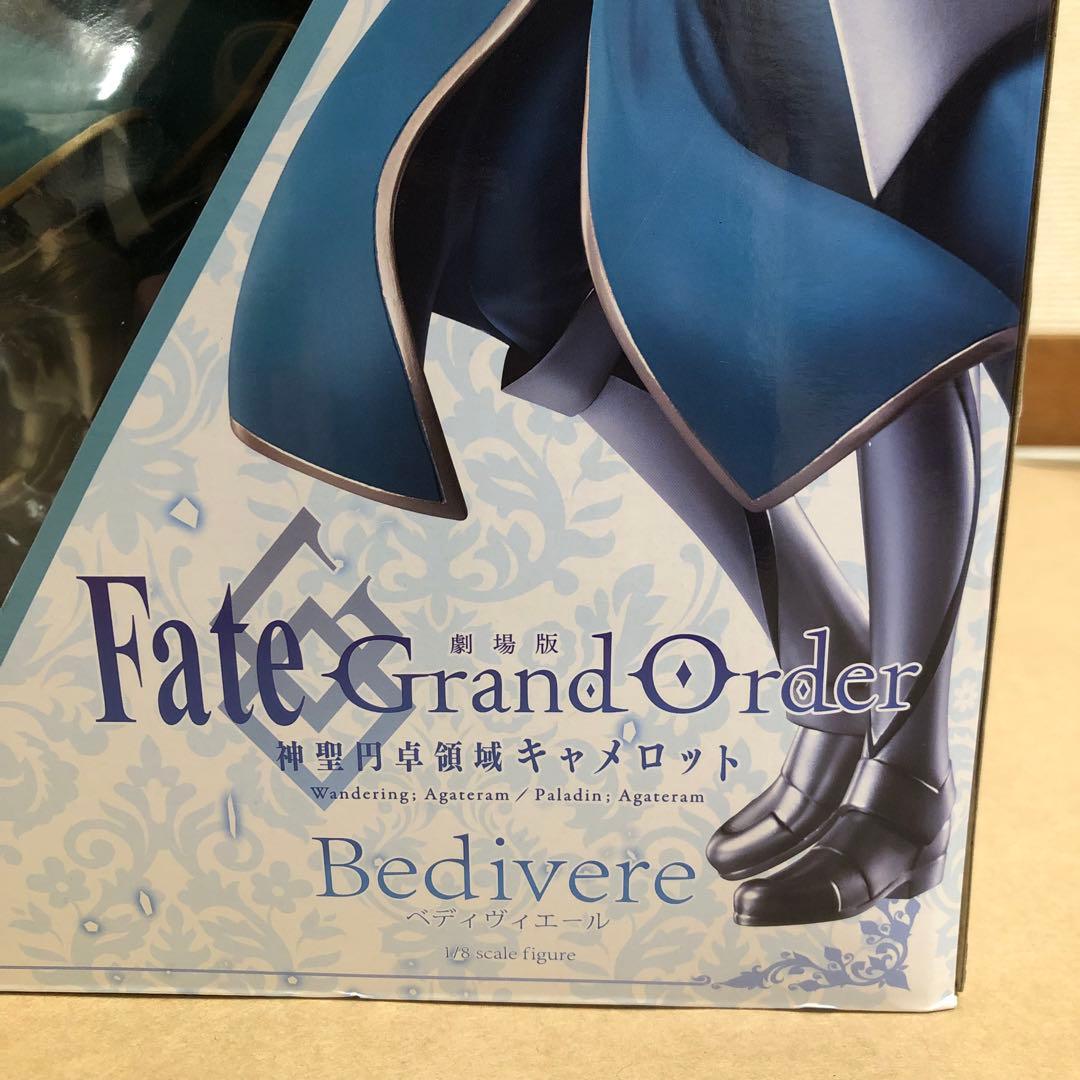 劇場版
Fate Grand Order
神聖円卓領域キャメロット
Wandering; Agateram / Paladin; Agateram
Bedivere
ベディヴィエール
1/8 scale figure